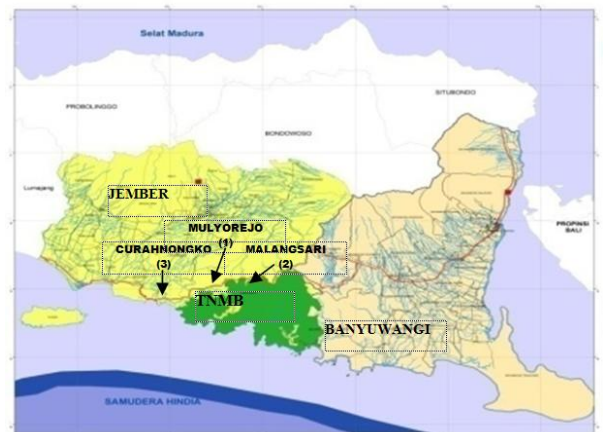 Selat Madura
SITUBONDO
PROBOLINGGO
BONDOWOSO
Lumajang
JEMBER
PROPINSI
BALI
MULYOREJO
(1)
CURAHNONGKO
(3)
MALANGSARI
(2)
TNMB
BANYUWANGI
SAMUDERA HINDIA